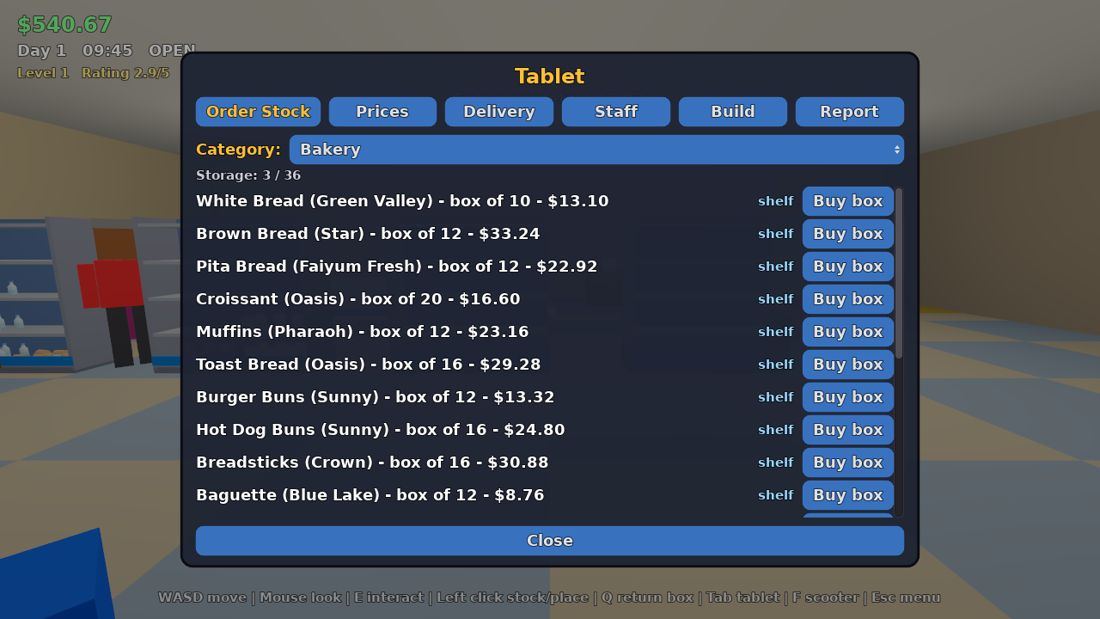 $540.67
Day 1 09:45 OPEN
Level 1 Rating 2.9/5
Tablet
Order Stock Prices Delivery Staff Build Report
Category: Bakery
Storage: 3 / 36
White Bread (Green Valley) - box of 10 - $13.10 shelf Buy box
Brown Bread (Star) - box of 12 - $33.24 shelf Buy box
Pita Bread (Faiyum Fresh) - box of 12 - $22.92 shelf Buy box
Croissant (Oasis) - box of 20 - $16.60 shelf Buy box
Muffins (Pharaoh) - box of 12 - $23.16 shelf Buy box
Toast Bread (Oasis) - box of 16 - $29.28 shelf Buy box
Burger Buns (Sunny) - box of 12 - $13.32 shelf Buy box
Hot Dog Buns (Sunny) - box of 16 - $24.80 shelf Buy box
Breadsticks (Crown) - box of 16 - $30.88 shelf Buy box
Baguette (Blue Lake) - box of 12 - $8.76 shelf Buy box
Close
WASD move | Mouse look | E interact | Left click stock/place | Q return box | Tab tablet | F scooter | Esc menu